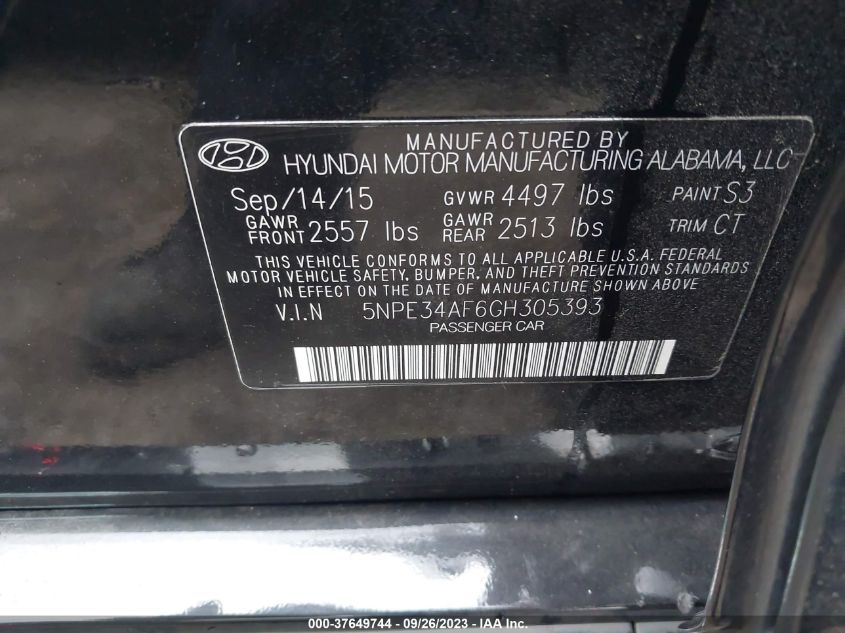 MANUFACTURED BY
HYUNDAI MOTOR MANUFACTURING ALABAMA, LLC
Sep/14/15 GVWR 4497 lbs PAINT S3
GAWR FRONT 2557 lbs GAWR REAR 2513 lbs TRIM CT
THIS VEHICLE CONFORMS TO ALL APPLICABLE U.S.A. FEDERAL
MOTOR VEHICLE SAFETY, BUMPER, AND THEFT PREVENTION STANDARDS
IN EFFECT ON THE DATE OF MANUFACTURE SHOWN ABOVE
V.I.N 5NPE34AF6GH305393
PASSENGER CAR
000-37649744 - 09/26/2023 - IAA Inc.